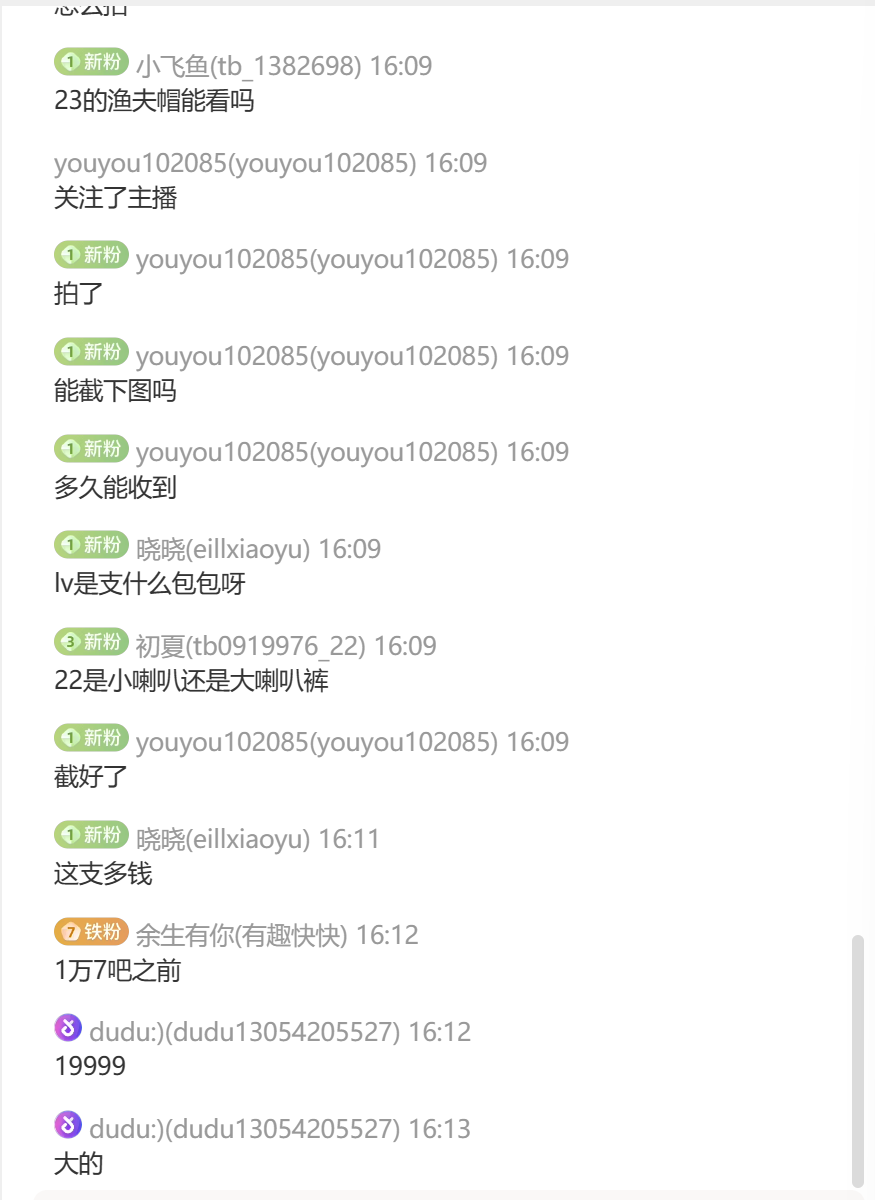 怎么拍
1 新粉 小飞鱼(tb_1382698) 16:09
23的渔夫帽能看吗
youyou102085(youyou102085) 16:09
关注了主播
1 新粉 youyou102085(youyou102085) 16:09
拍了
1 新粉 youyou102085(youyou102085) 16:09
能截下图吗
1 新粉 youyou102085(youyou102085) 16:09
多久能收到
1 新粉 晓晓(eillxiaoyu) 16:09
lv是支什么包包呀
3 新粉 初夏(tb0919976_22) 16:09
22是小喇叭还是大喇叭裤
1 新粉 youyou102085(youyou102085) 16:09
截好了
1 新粉 晓晓(eillxiaoyu) 16:11
这支多钱
7 铁粉 余生有你(有趣快快) 16:12
1万7吧之前
dudu:)(dudu13054205527) 16:12
19999
dudu:)(dudu13054205527) 16:13
大的